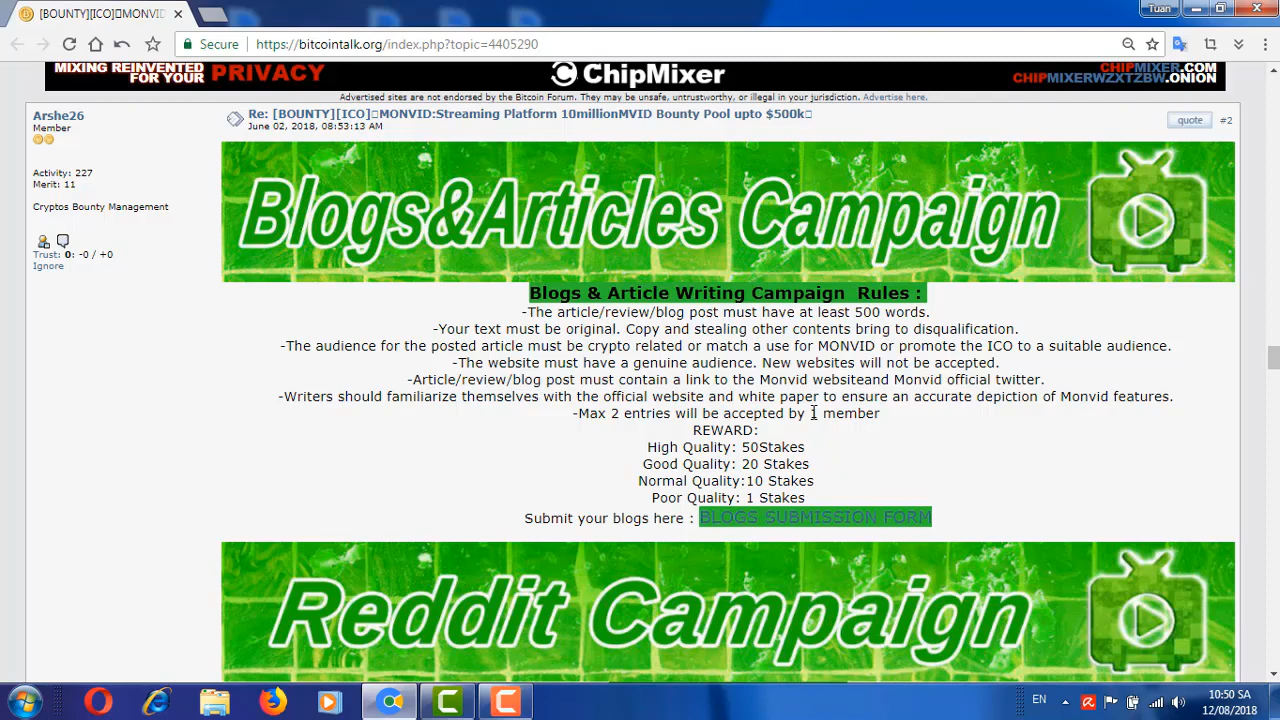 [BOUNTY][ICO]▯MONVID
Tuan
Secure
https://bitcointalk.org/index.php?topic=4405290
MIXING REINVENTED
FOR YOUR PRIVACY
ChipMixer
CHIPMIXER.COM
CHIPMIXERWZXTZBW.ONION
Advertised sites are not endorsed by the Bitcoin Forum. They may be unsafe, untrustworthy, or illegal in your jurisdiction. Advertise here.
Arshe26
Member
Activity: 227
Merit: 11
Cryptos Bounty Management
Trust: 0: -0 / +0
Ignore
Re: [BOUNTY][ICO]▯MONVID:Streaming Platform 10millionMVID Bounty Pool upto $500k▯
June 02, 2018, 08:53:13 AM
quote
#2
Blogs&Articles Campaign
Blogs & Article Writing Campaign  Rules :
-The article/review/blog post must have at least 500 words.
-Your text must be original. Copy and stealing other contents bring to disqualification.
-The audience for the posted article must be crypto related or match a use for MONVID or promote the ICO to a suitable audience.
-The website must have a genuine audience. New websites will not be accepted.
-Article/review/blog post must contain a link to the Monvid websiteand Monvid official twitter.
-Writers should familiarize themselves with the official website and white paper to ensure an accurate depiction of Monvid features.
-Max 2 entries will be accepted by 1 member
REWARD:
High Quality: 50Stakes
Good Quality: 20 Stakes
Normal Quality:10 Stakes
Poor Quality: 1 Stakes
Submit your blogs here : BLOGS SUBMISSION FORM
Reddit Campaign
EN
10:50 SA
12/08/2018